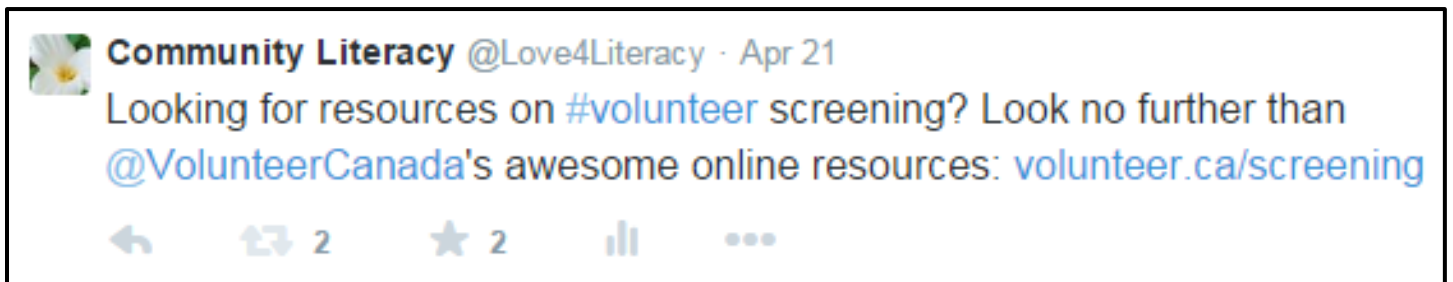 Community Literacy @Love4Literacy · Apr 21
Looking for resources on #volunteer screening? Look no further than
@VolunteerCanada's awesome online resources: volunteer.ca/screening
2 2